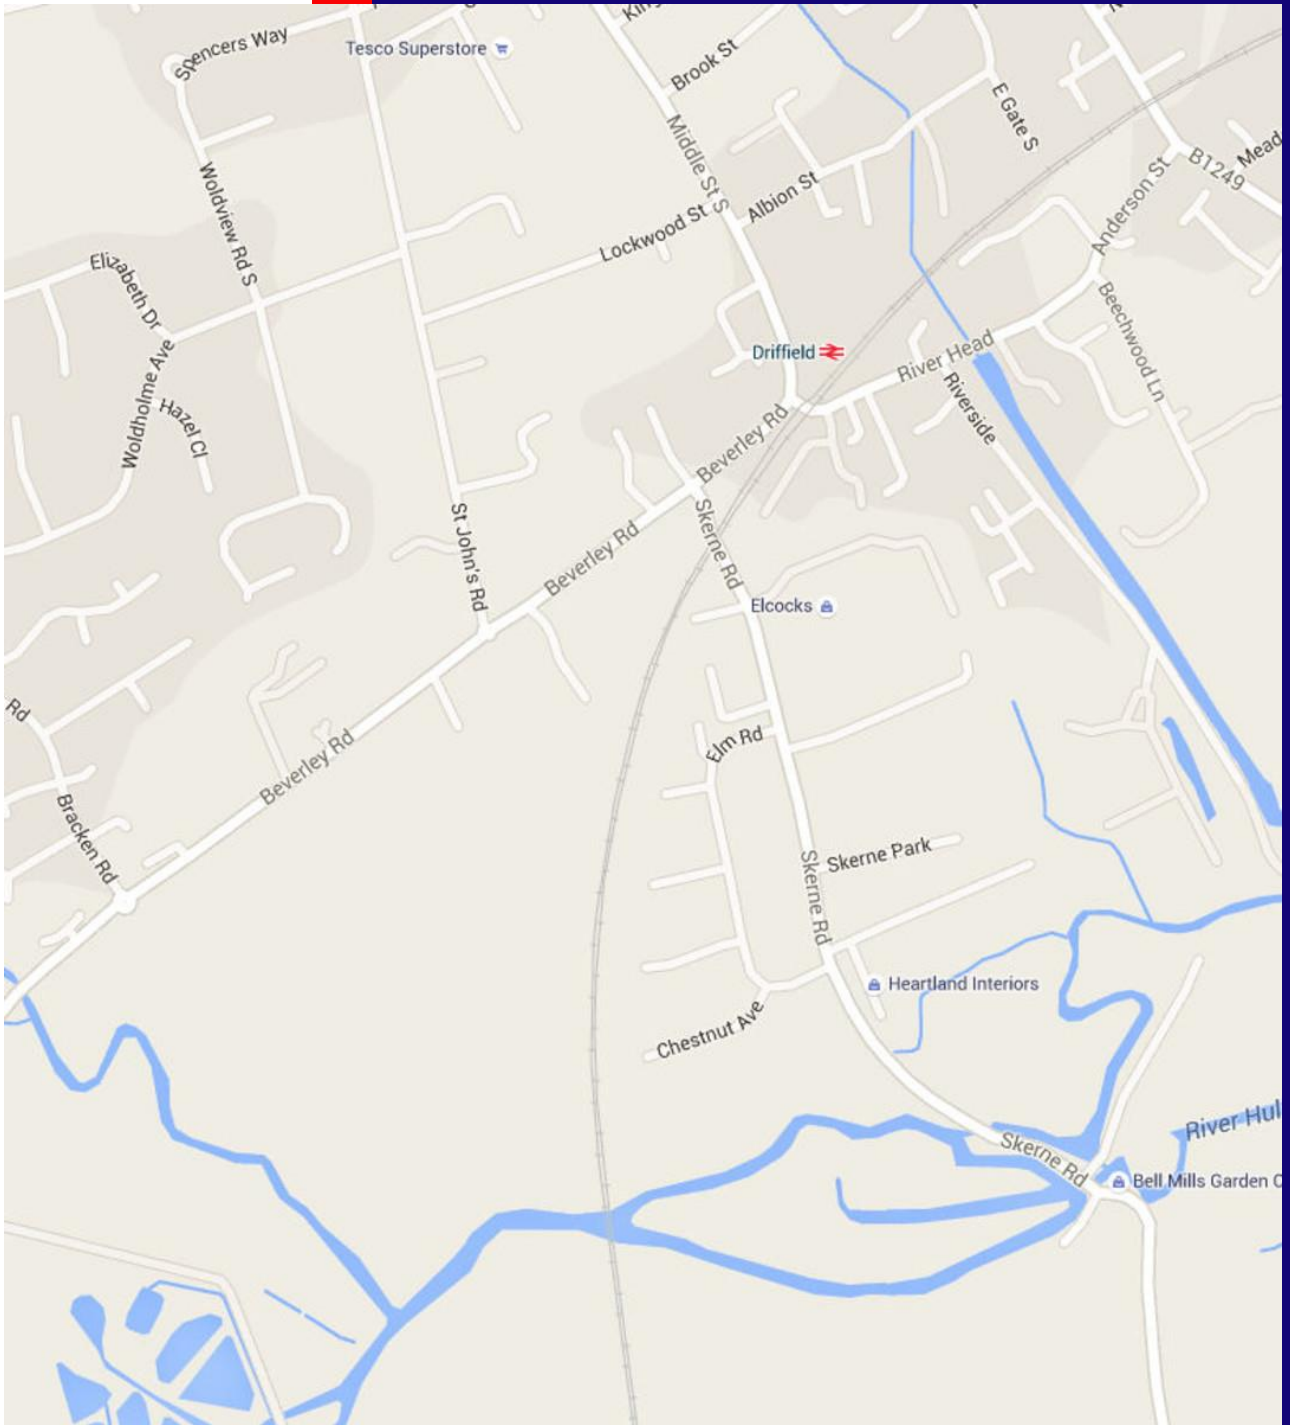 Spencers Way
Tesco Superstore
Brook St
E Gate S
Middle St S
B1249
Mead
Anderson St
Woldview Rd S
Albion St
Lockwood St
Elizabeth Dr
Beechwood Ln
Driffield
River Head
Woldholme Ave
Hazel Cl
Riverside
Beverley Rd
St John's Rd
Skerne Rd
Beverley Rd
Elcocks
Rd
Elm Rd
Beverley Rd
Bracken Rd
Skerne Park
Skerne Rd
Heartland Interiors
Chestnut Ave
River Hul
Skerne Rd
Bell Mills Garden C